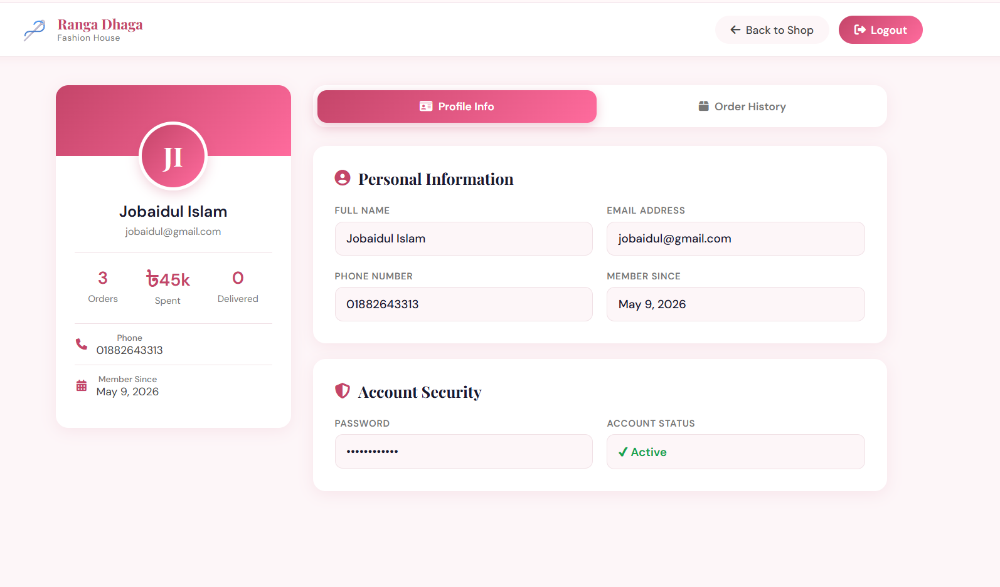 Ranga Dhaga
Fashion House
Back to Shop
Logout
JI
Jobaidul Islam
jobaidul@gmail.com
3
Orders
৳45k
Spent
0
Delivered
Phone
01882643313
Member Since
May 9, 2026
Profile Info
Order History
Personal Information
FULL NAME
Jobaidul Islam
EMAIL ADDRESS
jobaidul@gmail.com
PHONE NUMBER
01882643313
MEMBER SINCE
May 9, 2026
Account Security
PASSWORD
••••••••••••
ACCOUNT STATUS
✔ Active